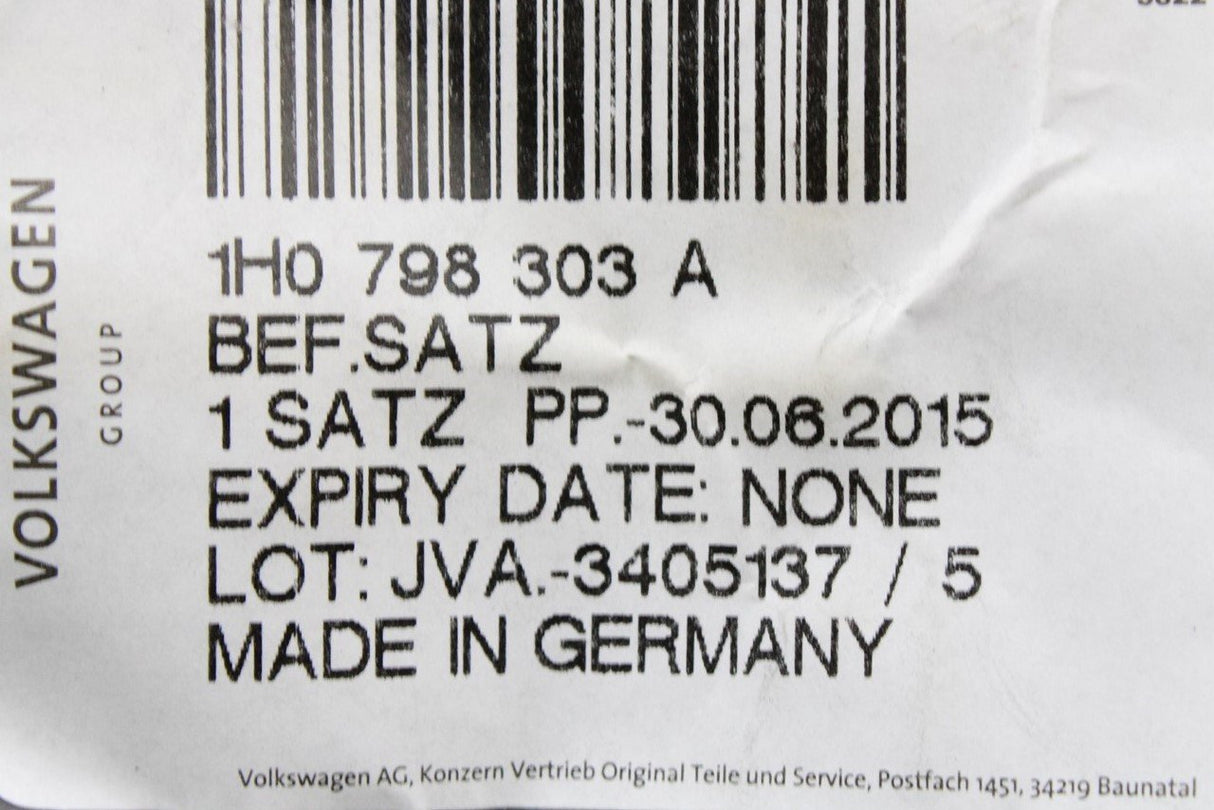 1H0 798 303 A
BEF.SATZ
1 SATZ PP.-30.06.2015
EXPIRY DATE: NONE
LOT: JVA.-3405137 / 5
MADE IN GERMANY
VOLKSWAGEN
GROUP
Volkswagen AG, Konzern Vertrieb Original Teile und Service, Postfach 1451, 34219 Baunatal